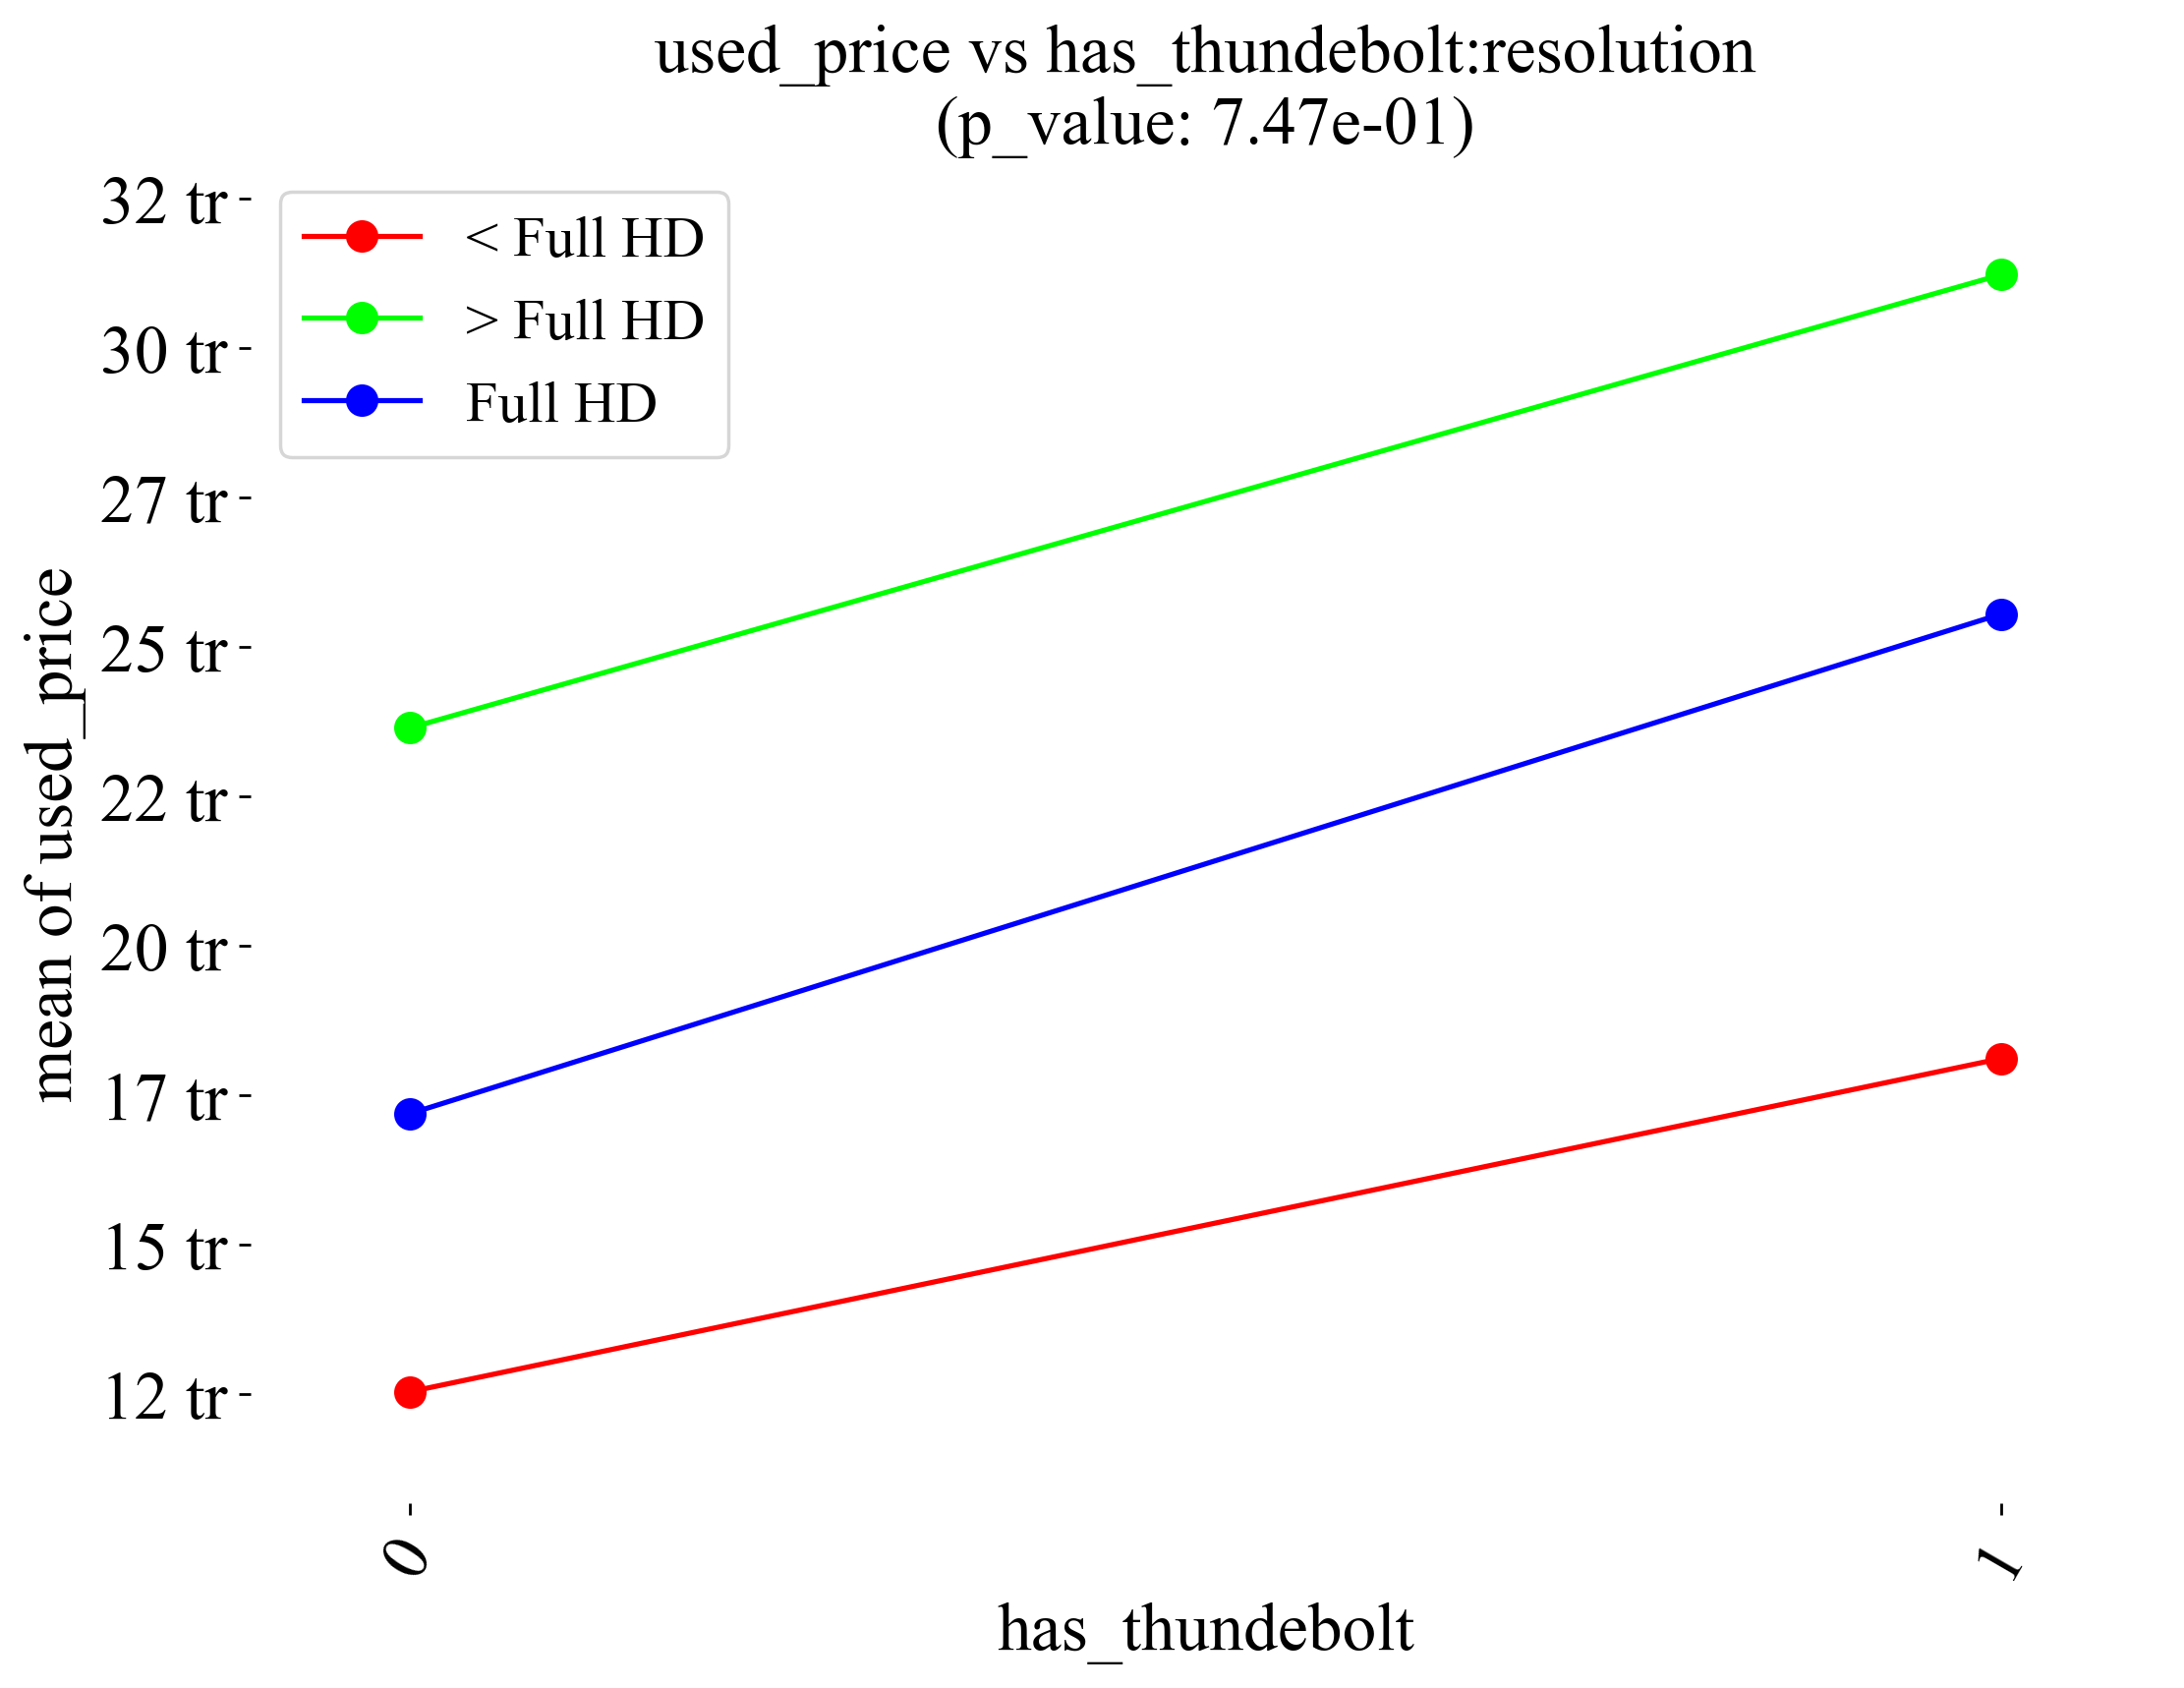 used_price vs has_thundebolt:resolution
(p_value: 7.47e-01)
32 tr
30 tr
27 tr
25 tr
22 tr
20 tr
17 tr
15 tr
12 tr
< Full HD
> Full HD
Full HD
mean of used_price
0
1
has_thundebolt